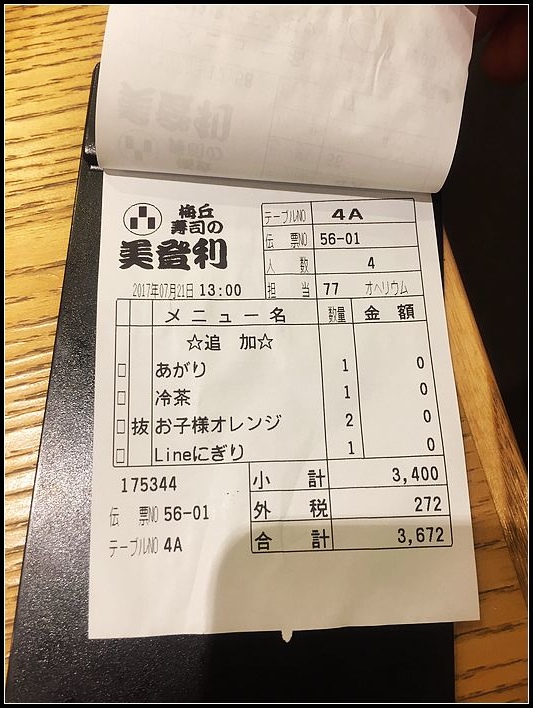 梅丘
寿司の
美登利
テーブルNO 4A
伝票NO 56-01
人数 4
2017年07月21日 13:00
担当 77 オペリウム
メニュー名 数量 金額
☆追 加☆
□ あがり 1 0
□ 冷茶 1 0
□ 抜 お子様オレンジ 2 0
□ Lineにぎり 1 0
175344
小計 3,400
伝票NO 56-01
外税 272
テーブルNO 4A
合計 3,672